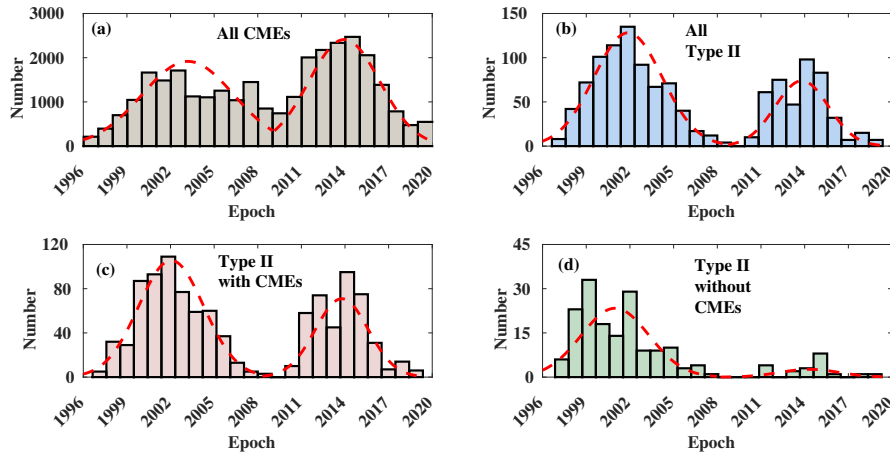 (a)
All CMEs
Number
3000
2000
1000
0
1996
1999
2002
2005
2008
2011
2014
2017
2020
Epoch
(b)
All
Type II
Number
150
100
50
0
1996
1999
2002
2005
2008
2011
2014
2017
2020
Epoch
(c)
Type II
with CMEs
Number
120
80
40
0
1996
1999
2002
2005
2008
2011
2014
2017
2020
Epoch
(d)
Type II
without
CMEs
Number
45
30
15
0
1996
1999
2002
2005
2008
2011
2014
2017
2020
Epoch